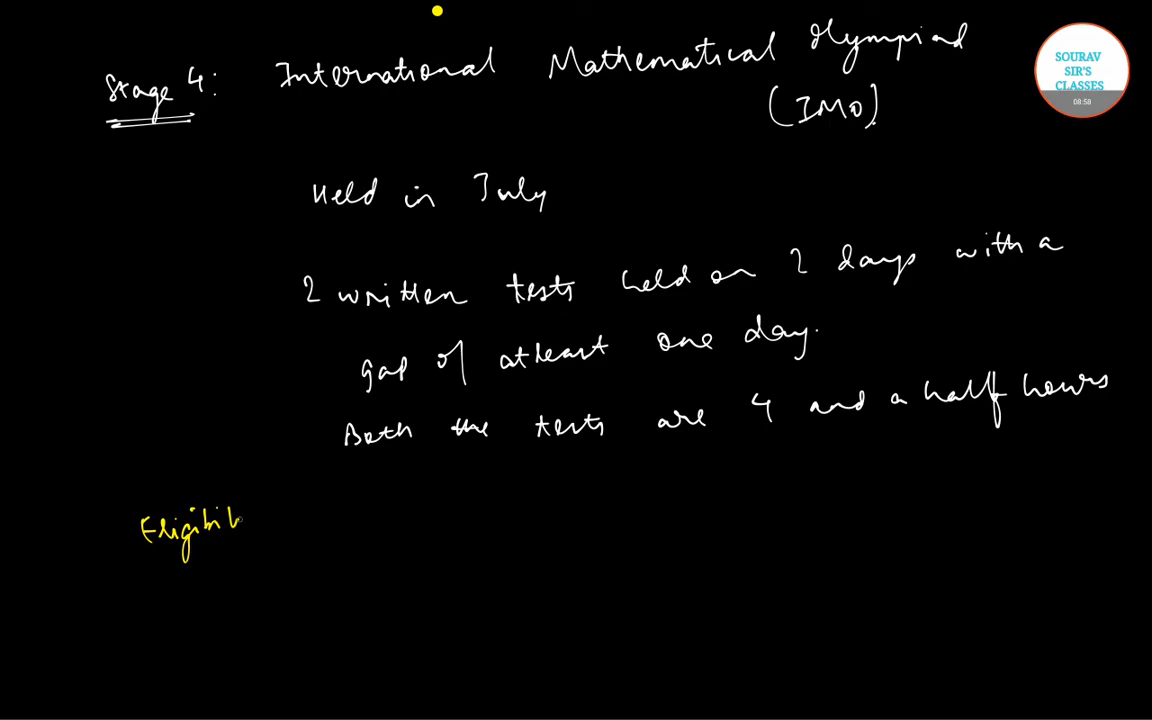 Stage 4: International Mathematical Olympiad
(IMO)
SOURAV
SIR'S
CLASSES
08:58
Held in July
2 written tests held on 2 days with a
gap of atleast one day.
Both the tests are 4 and a half hours
Eligibil